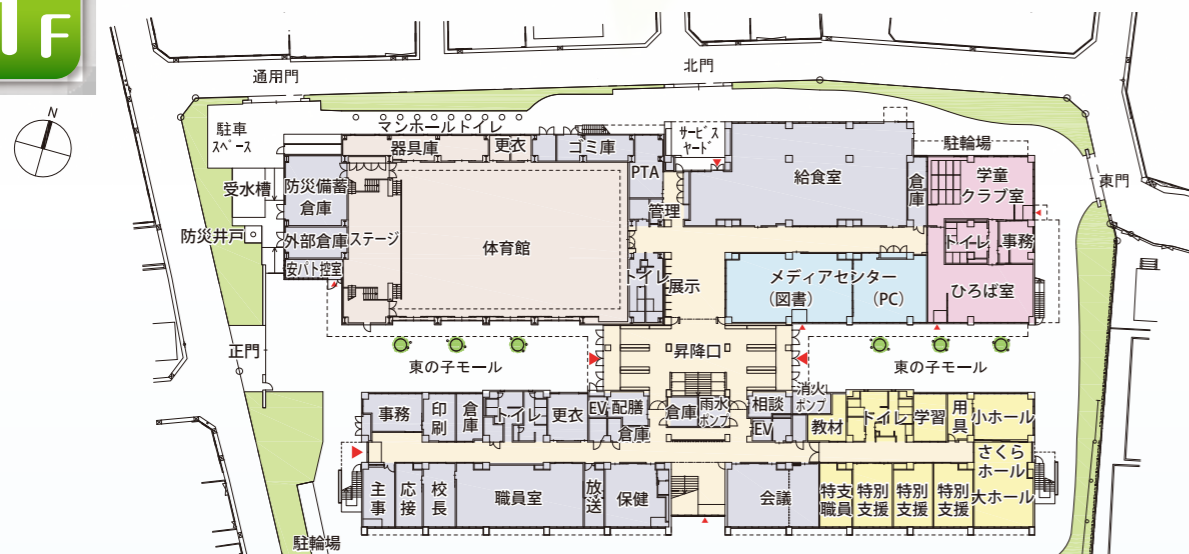 1F
N
通用門
北門
駐車
スペース
マンホールトイレ
器具庫
更衣
ゴミ庫
サービス
ヤード
駐輪場
東門
受水槽
防災備蓄
倉庫
PTA
給食室
倉庫
学童
クラブ室
防災井戸
外部倉庫
ステージ
体育館
管理
トイレ
事務
安パト控室
トイレ
展示
メディアセンター
（図書）
（PC）
ひろば室
正門
東の子モール
昇降口
東の子モール
事務
印刷
倉庫
トイレ
更衣
EV
配膳
倉庫
倉庫
雨水
ポンプ
相談
EV
消火
ポンプ
教材
トイレ
学習
用具
小ホール
さくら
ホール
大ホール
主事
応接
校長
職員室
放送
保健
会議
特支
職員
特別
支援
特別
支援
特別
支援
駐輪場